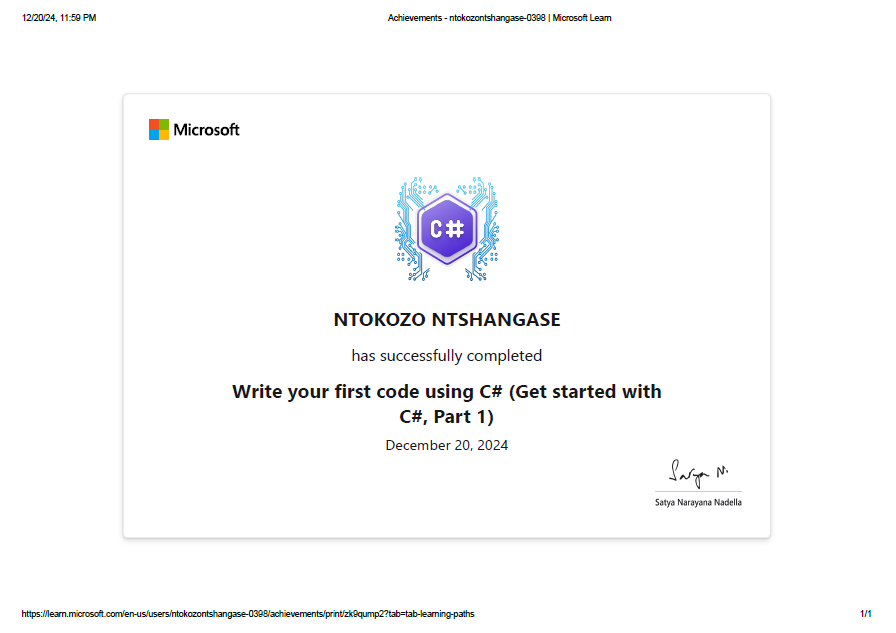 12/20/24, 11:59 PM Achievements - ntokozontshangase-0398 | Microsoft Learn
Microsoft
C#
NTOKOZO NTSHANGASE
has successfully completed
Write your first code using C# (Get started with
C#, Part 1)
December 20, 2024
Satya N.
Satya Narayana Nadella
https://learn.microsoft.com/en-us/users/ntokozontshangase-0398/achievements/print/zk9qump2?tab=tab-learning-paths 1/1